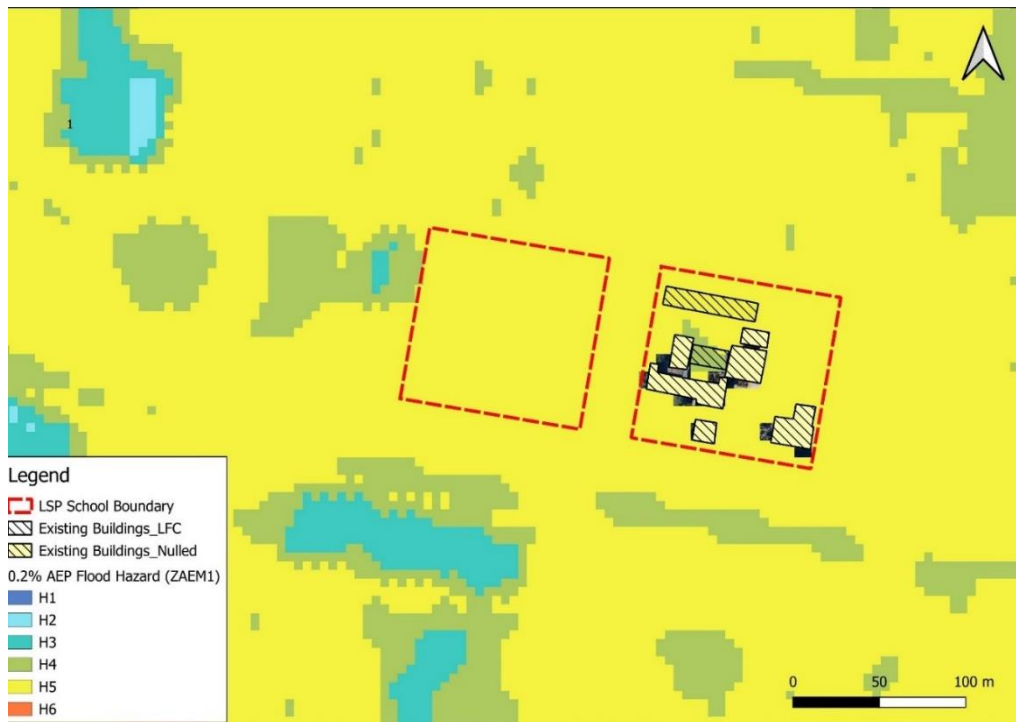 1
Legend
LSP School Boundary
Existing Buildings_LFC
Existing Buildings_Nulled
0.2% AEP Flood Hazard (ZAEM1)
H1
H2
H3
H4
H5
H6
0 50 100 m